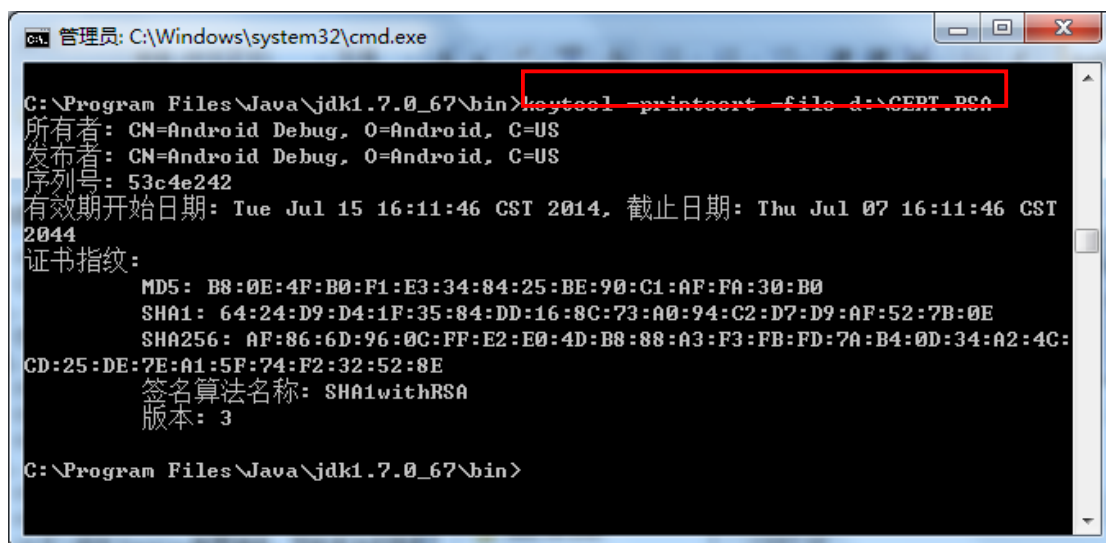 管理员: C:\Windows\system32\cmd.exe
C:\Program Files\Java\jdk1.7.0_67\bin>keytool -printcert -file d:\CERT.RSA
所有者: CN=Android Debug, O=Android, C=US
发布者: CN=Android Debug, O=Android, C=US
序列号: 53c4e242
有效期开始日期: Tue Jul 15 16:11:46 CST 2014, 截止日期: Thu Jul 07 16:11:46 CST
2044
证书指纹:
MD5: B8:0E:4F:B0:F1:E3:34:84:25:BE:90:C1:AF:FA:30:B0
SHA1: 64:24:D9:D4:1F:35:84:DD:16:8C:73:A0:94:C2:D7:D9:AF:52:7B:0E
SHA256: AF:86:6D:96:0C:FF:E2:E0:4D:B8:88:A3:F3:FB:FD:7A:B4:0D:34:A2:4C:
CD:25:DE:7E:A1:5F:74:F2:32:52:8E
签名算法名称: SHA1withRSA
版本: 3
C:\Program Files\Java\jdk1.7.0_67\bin>